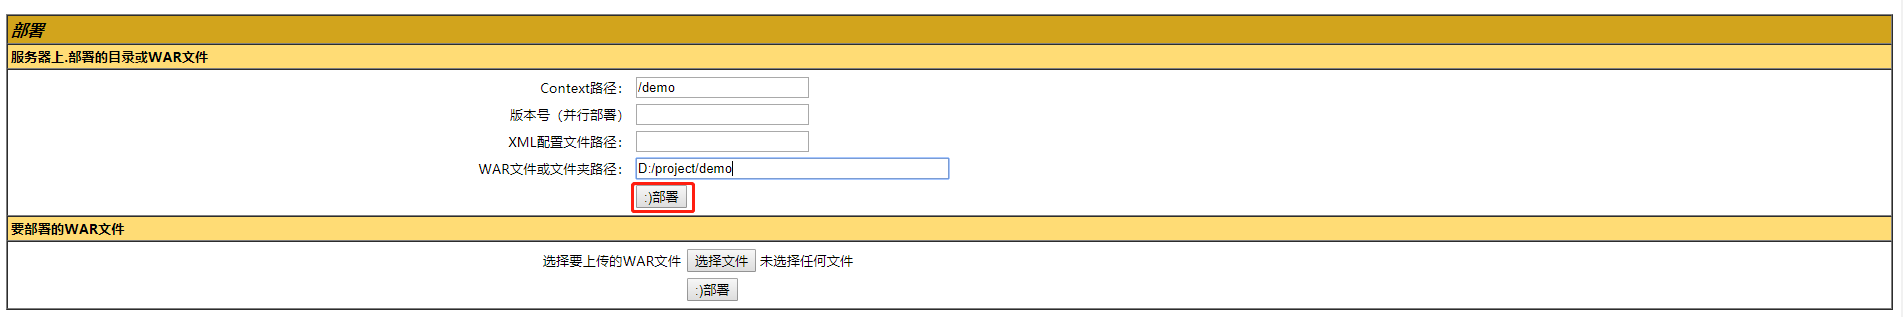 部署
服务器上.部署的目录或WAR文件
Context路径： /demo
版本号（并行部署）
XML配置文件路径：
WAR文件或文件夹路径： D:/project/demo
:)部署
要部署的WAR文件
选择要上传的WAR文件 选择文件 未选择任何文件
:)部署